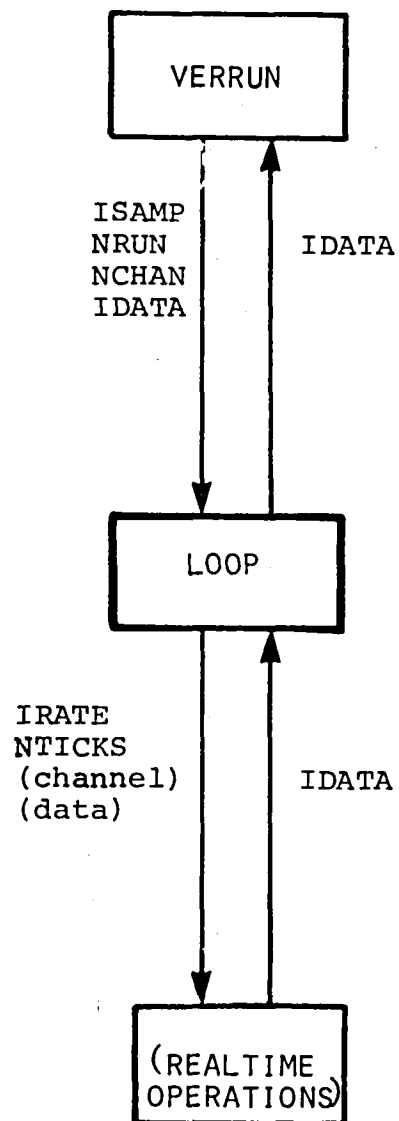 VERRUN
ISAMP
NRUN
NCHAN
IDATA
IDATA
LOOP
IRATE
NTICKS
(channel)
(data)
IDATA
(REALTIME
OPERATIONS)